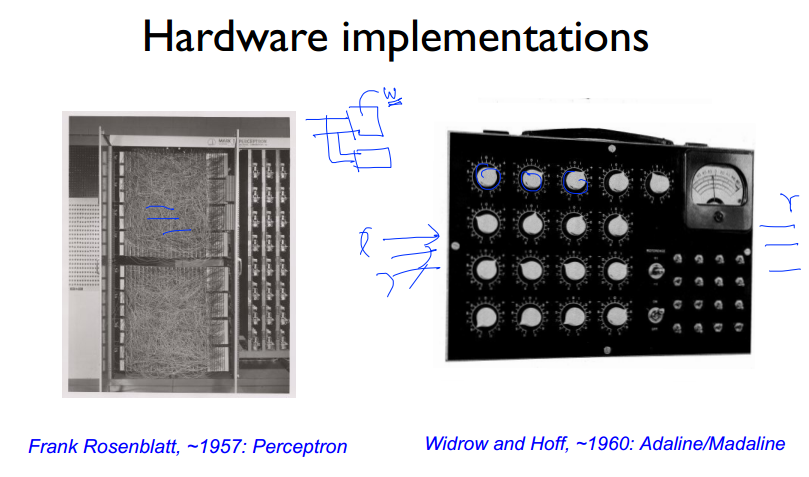 Hardware implementations
w
Frank Rosenblatt, ~1957: Perceptron
Widrow and Hoff, ~1960: Adaline/Madaline